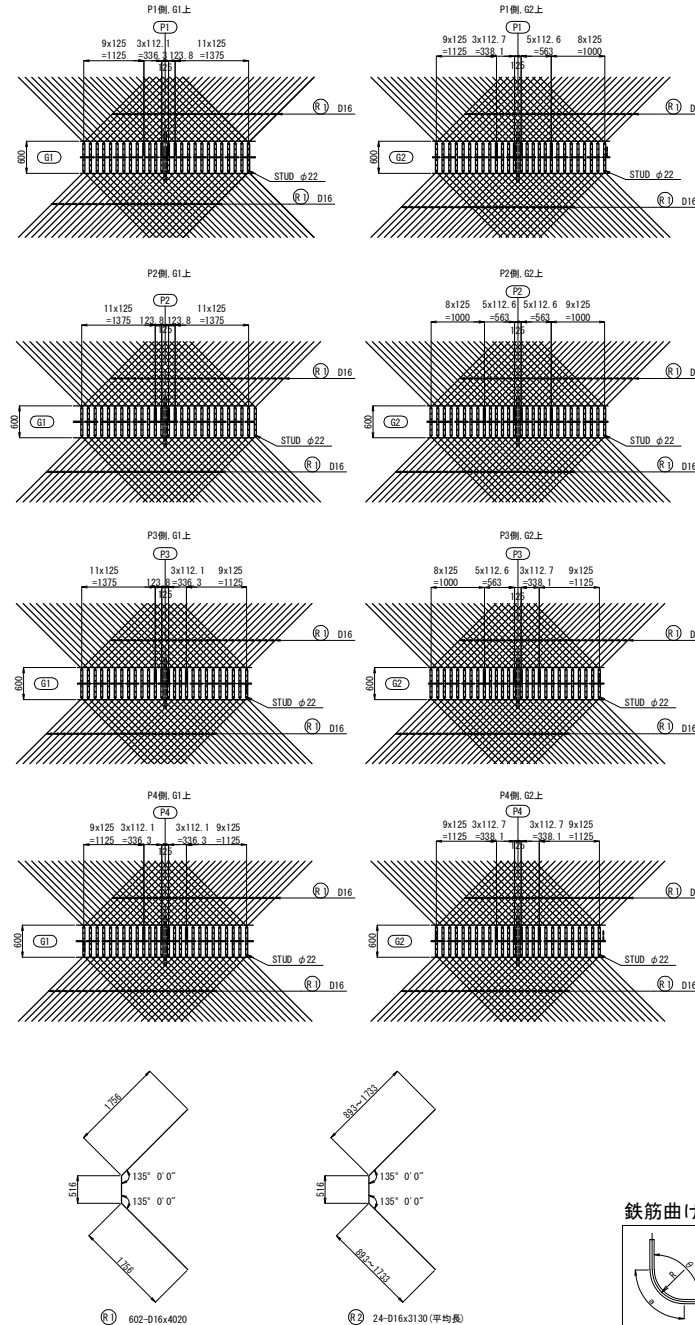 P1側,G1上
P1
9x125 3x112.1 11x125
=1125 =336.3 123.8 =1375
125
R1 D16
600 G1
STUD φ22
R1 D16
P1側,G2上
P1
9x125 3x112.7 5x112.6 8x125
=1125 =338.1 =563 =1000
125
R1
600 G2
STUD φ22
R1 D16
P2側,G1上
P2
11x125 11x125
=1375 123.8 123.8 =1375
125
R1 D16
600 G1
STUD φ22
R1 D16
P2側,G2上
P2
8x125 5x112.6 5x112.6 9x125
=1000 =563 =563 =1000
125
R1
600 G2
STUD φ22
R1 D16
P3側,G1上
P3
11x125 3x112.1 9x125
=1375 123.8 =336.3 =1125
125
R1 D16
600 G1
STUD φ22
R1 D16
P3側,G2上
P3
8x125 5x112.6 3x112.7 9x125
=1000 =563 =338.1 =1125
125
R1
600 G2
STUD φ22
R1 D16
P4側,G1上
P4
9x125 3x112.1 3x112.1 9x125
=1125 =336.3 =336.3 =1125
125
R1 D16
600 G1
STUD φ22
R1 D16
P4側,G2上
P4
9x125 3x112.7 3x112.7 9x125
=1125 =338.1 =338.1 =1125
125
R1
600 G2
STUD φ22
R1 D16
1756
135° 0'0"
516
135° 0'0"
1756
R1 602-D16x4020
893～1733
135° 0'0"
516
135° 0'0"
893～1733
R2 24-D16x3130(平均長)
鉄筋曲げ
θ
R
a